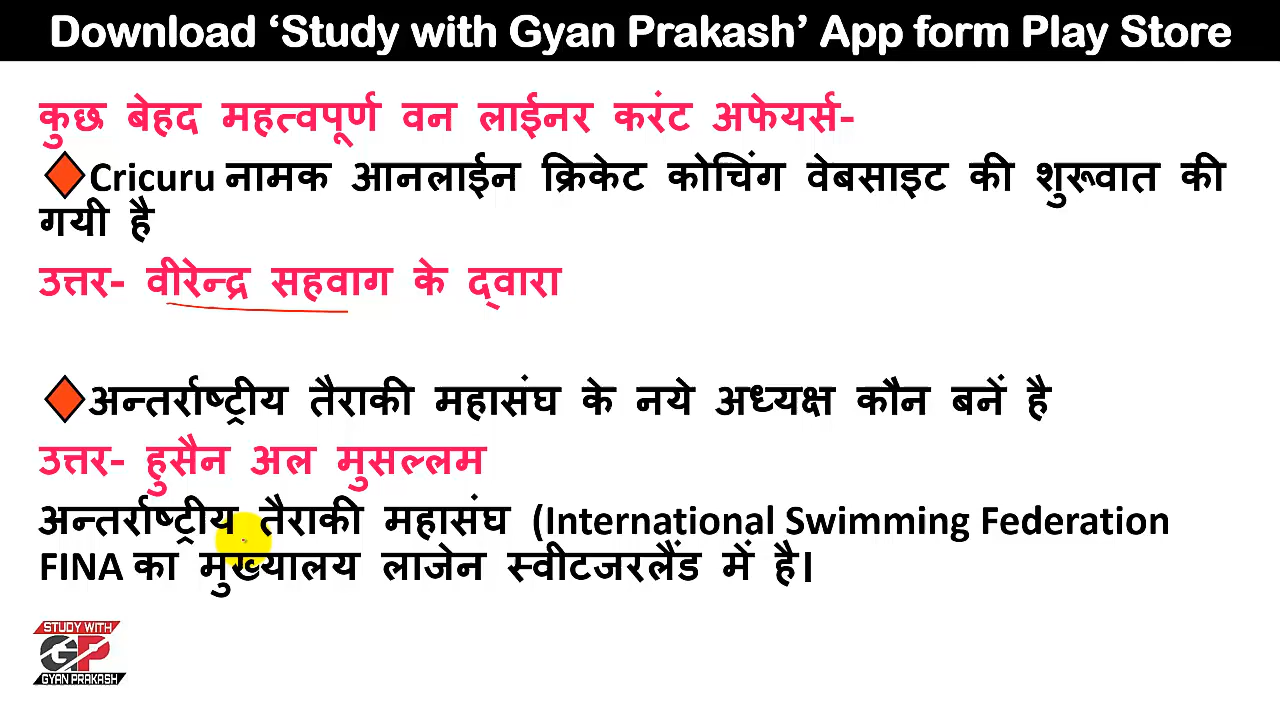 Download ‘Study with Gyan Prakash’ App form Play Store
कुछ बेहद महत्वपूर्ण वन लाईनर करंट अफेयर्स-
Cricuru नामक आनलाईन क्रिकेट कोचिंग वेबसाइट की शुरूवात की
गयी है
उत्तर- वीरेन्द्र सहवाग के द्वारा
अन्तर्राष्ट्रीय तैराकी महासंघ के नये अध्यक्ष कौन बनें है
उत्तर- हुसैन अल मुसल्लम
अन्तर्राष्ट्रीय तैराकी महासंघ (International Swimming Federation
FINA का मुख्यालय लाजेन स्वीटजरलैंड में है।
STUDY WITH
GP
GYAN PRAKASH